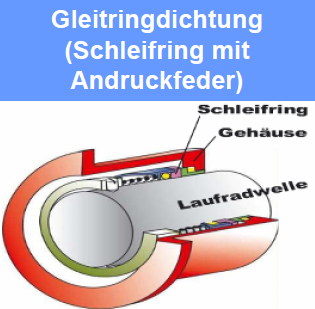 Gleitringdichtung
(Schleifring mit
Andruckfeder)
Schleifring
Gehäuse
Laufradwelle